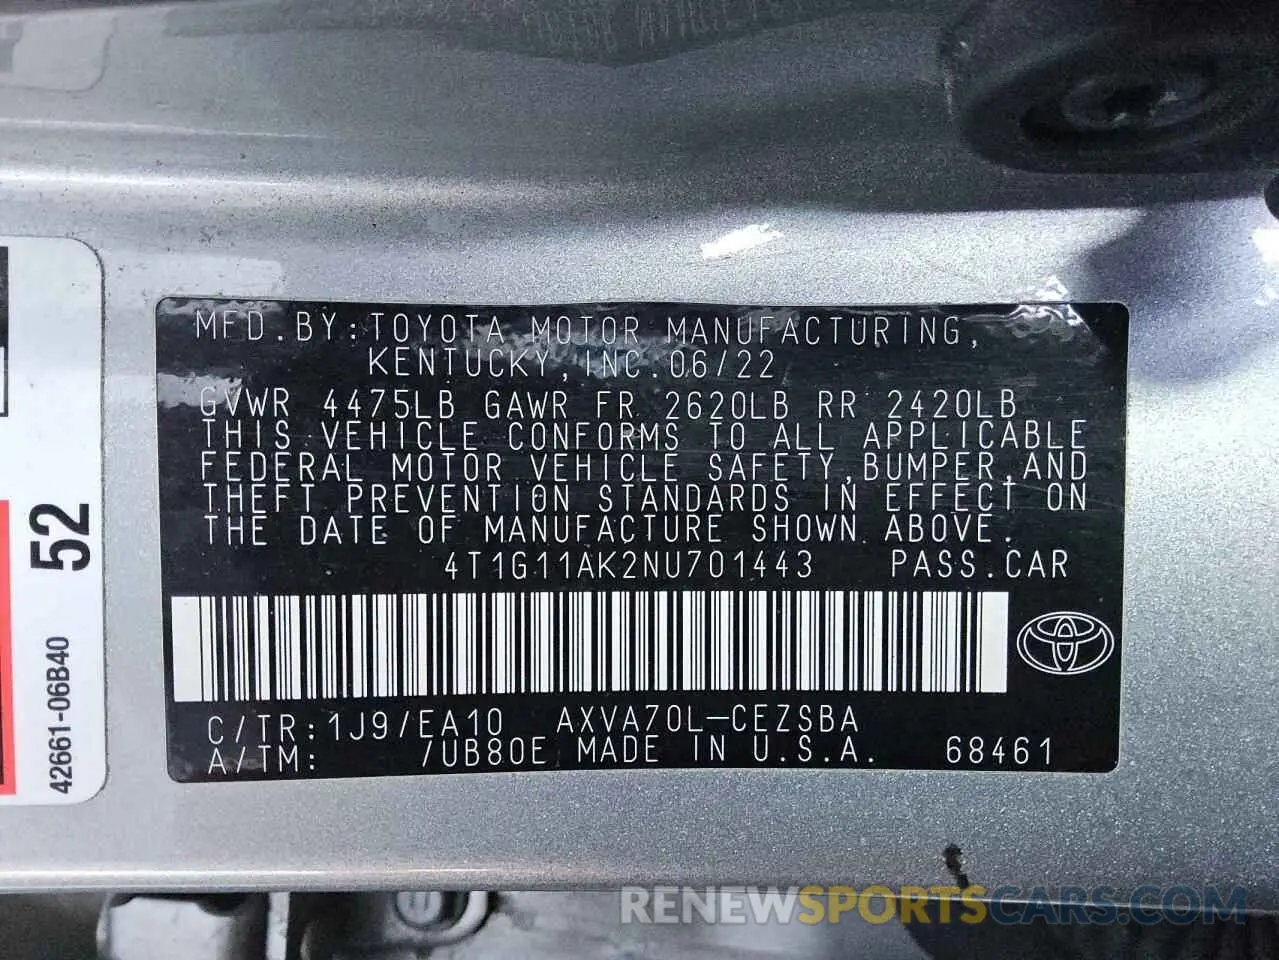 MFD. BY: TOYOTA MOTOR MANUFACTURING,
KENTUCKY, INC. 06/22
GVWR 4475LB GAWR FR 2620LB RR 2420LB
THIS VEHICLE CONFORMS TO ALL APPLICABLE
FEDERAL MOTOR VEHICLE SAFETY, BUMPER, AND
THEFT PREVENTION STANDARDS IN EFFECT ON
THE DATE OF MANUFACTURE SHOWN ABOVE.
4T1G11AK2NU701443 PASS. CAR
C/TR: 1J9/EA10 AXVA70L-CEZSBA
A/TM: /UB80E MADE IN U.S.A. 68461
52
42661-06B40
RENEWSPORTSCARS.COM